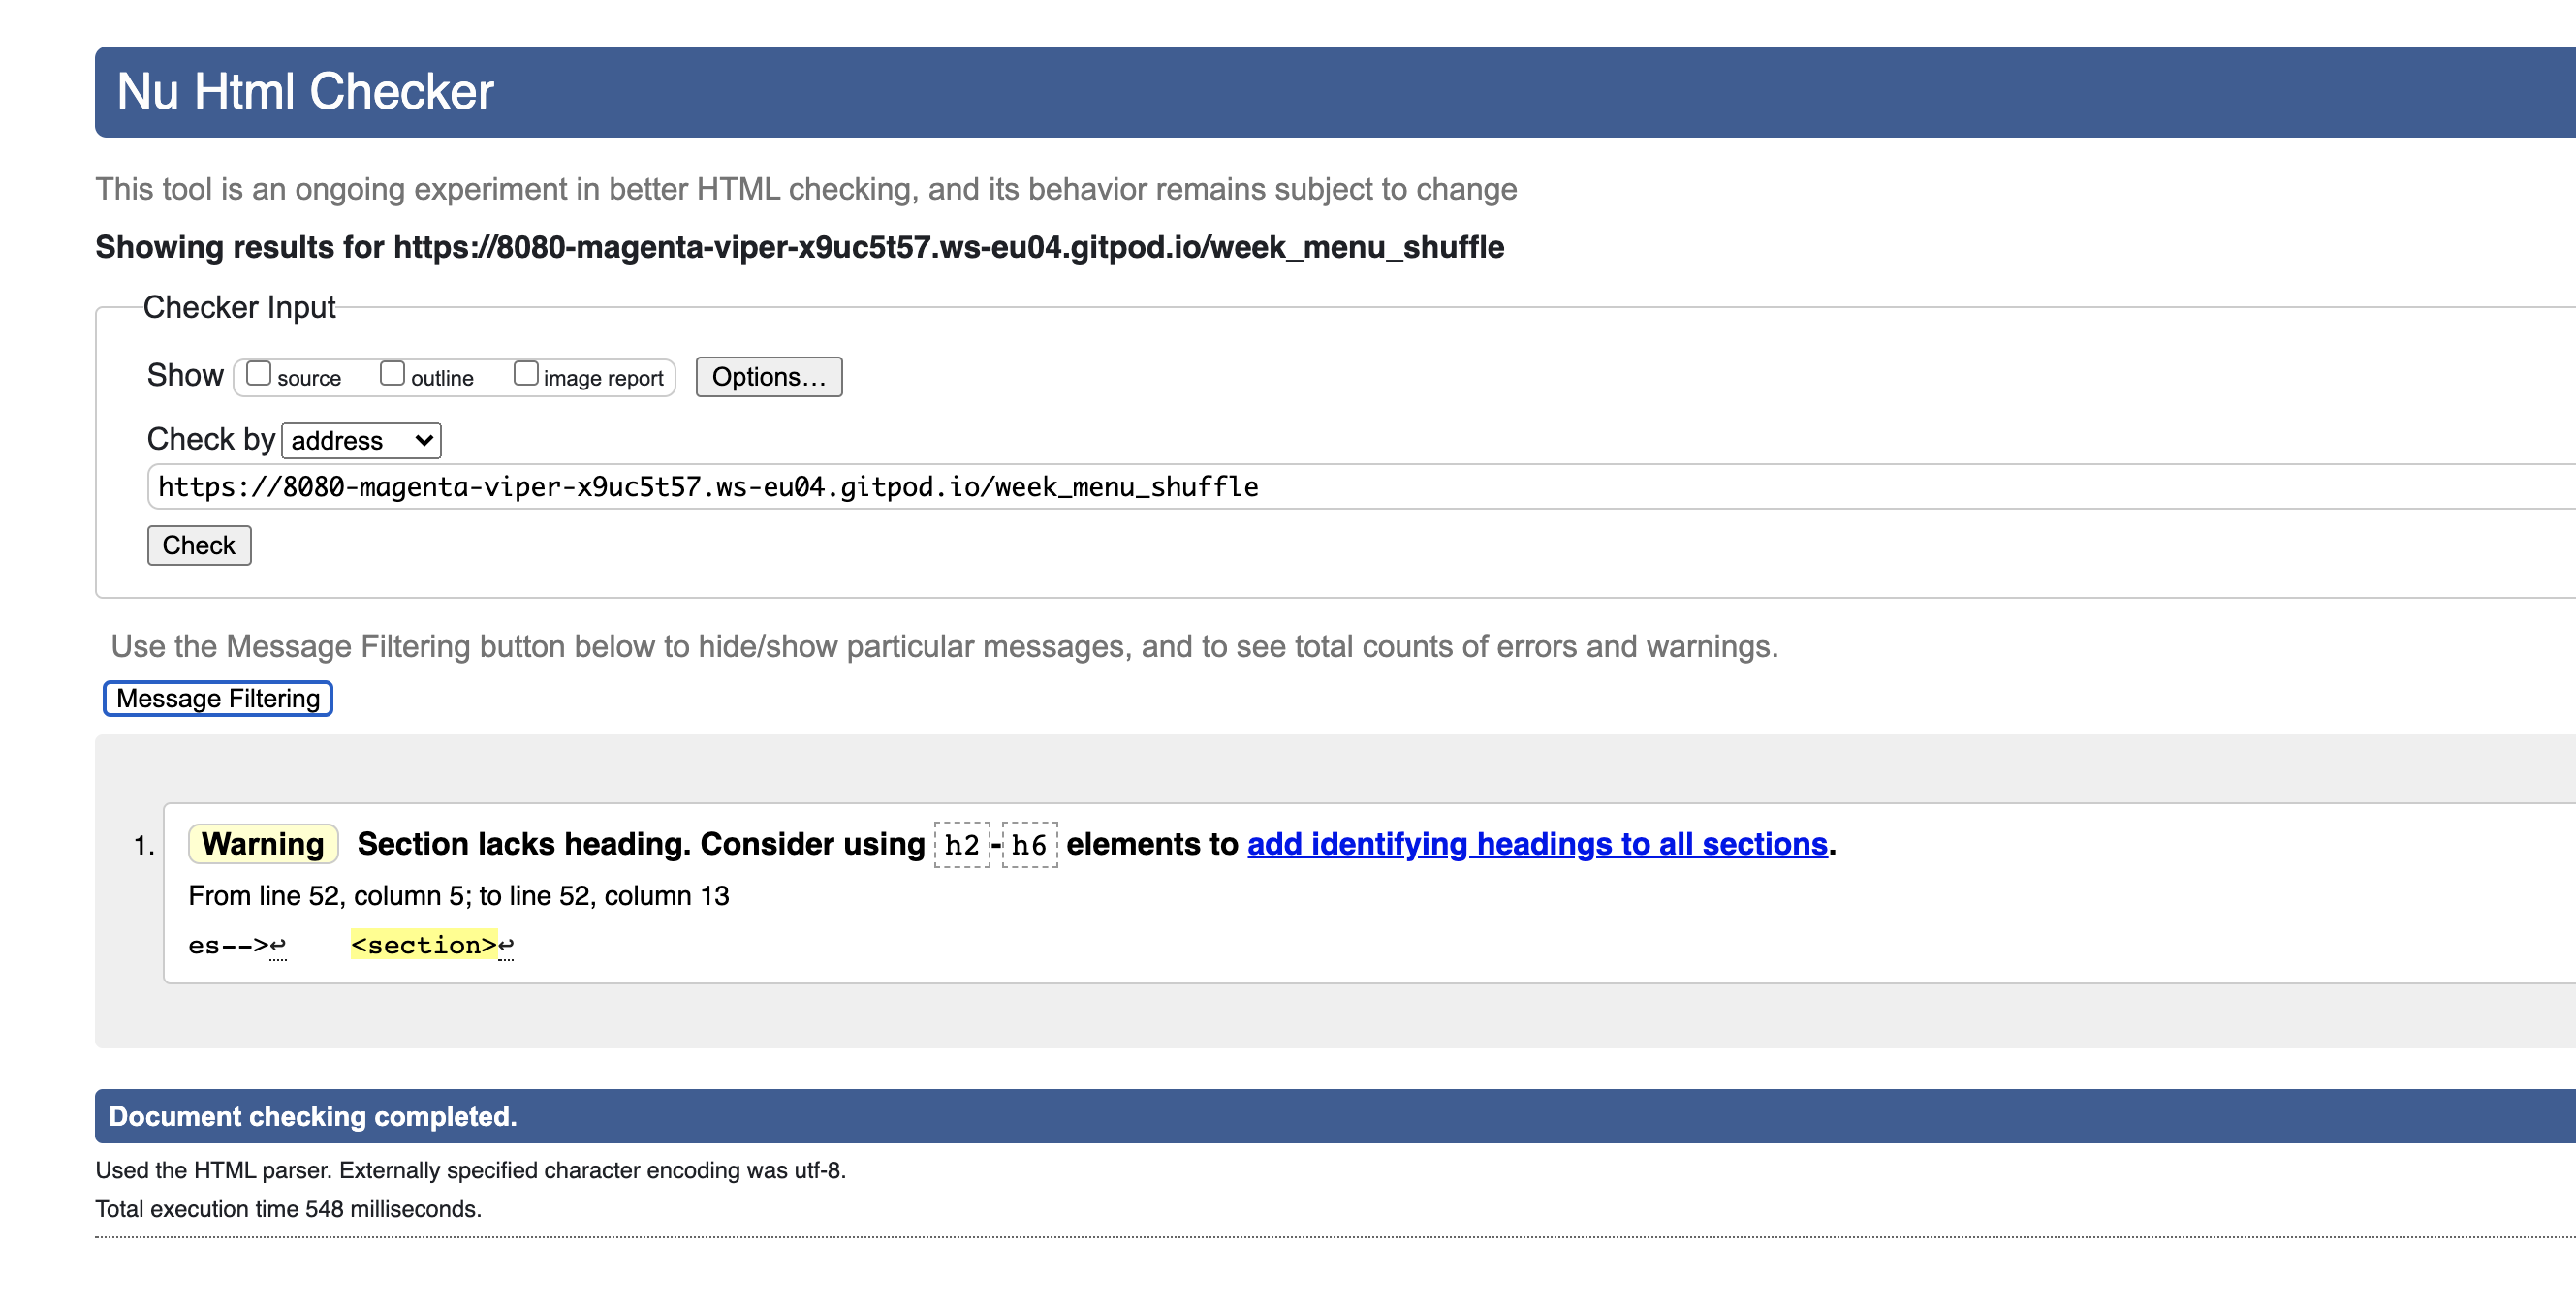 Nu Html Checker
This tool is an ongoing experiment in better HTML checking, and its behavior remains subject to change
Showing results for https://8080-magenta-viper-x9uc5t57.ws-eu04.gitpod.io/week_menu_shuffle
Checker Input
Show source outline image report Options...
Check by address
https://8080-magenta-viper-x9uc5t57.ws-eu04.gitpod.io/week_menu_shuffle
Check
Use the Message Filtering button below to hide/show particular messages, and to see total counts of errors and warnings.
Message Filtering
1. Warning Section lacks heading. Consider using h2-h6 elements to add identifying headings to all sections.
From line 52, column 5; to line 52, column 13
es-->↩ <section>↩
Document checking completed.
Used the HTML parser. Externally specified character encoding was utf-8.
Total execution time 548 milliseconds.